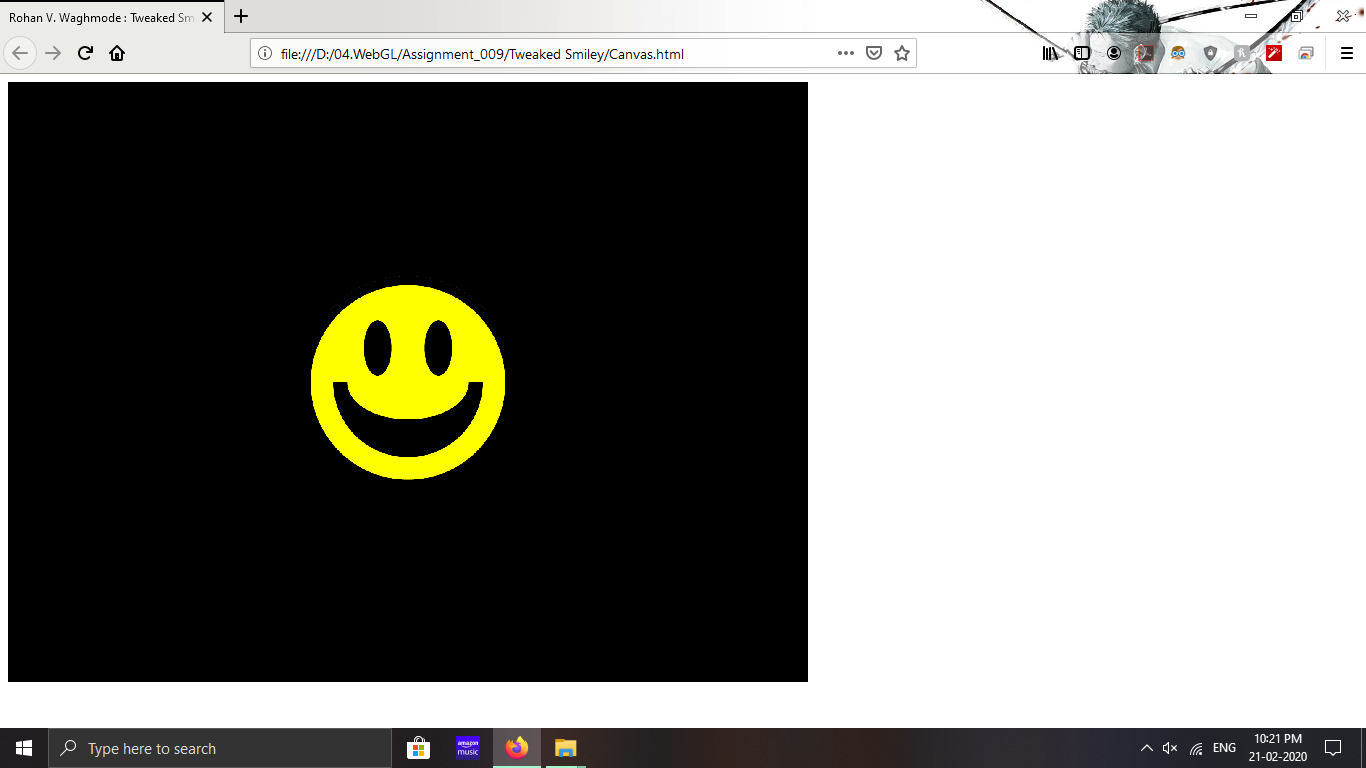 Rohan V. Waghmode : Tweaked Sm
file:///D:/04.WebGL/Assignment_009/Tweaked Smiley/Canvas.html
Type here to search
amazon
music
ENG
10:21 PM
21-02-2020